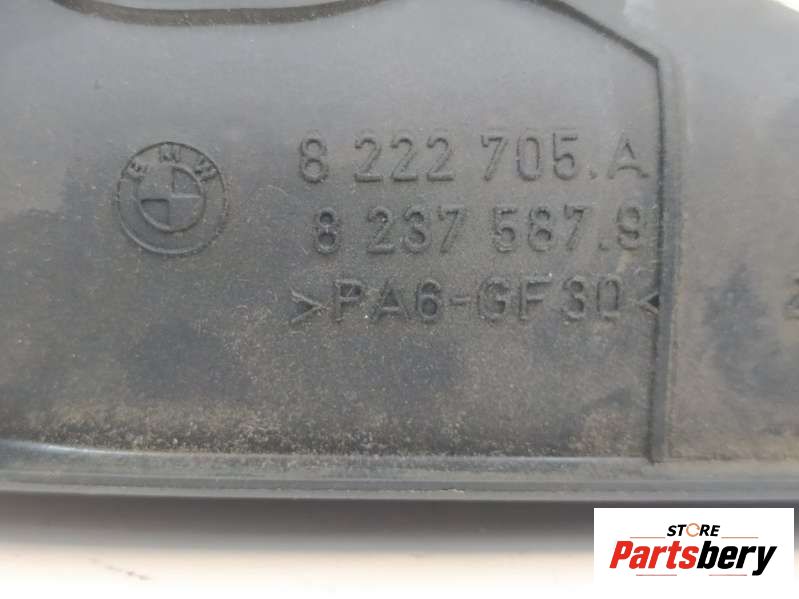 BMW
8 222 705.A
8 237 587.9
>PA6-GF30<
STORE
Partsbery